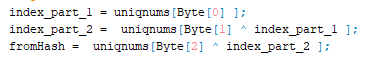 index_part_1 = uniqnums[Byte[0] ];
index_part_2 =  uniqnums[Byte[1] ^ index_part_1 ];
fromHash =  uniqnums[Byte[2] ^ index_part_2 ];